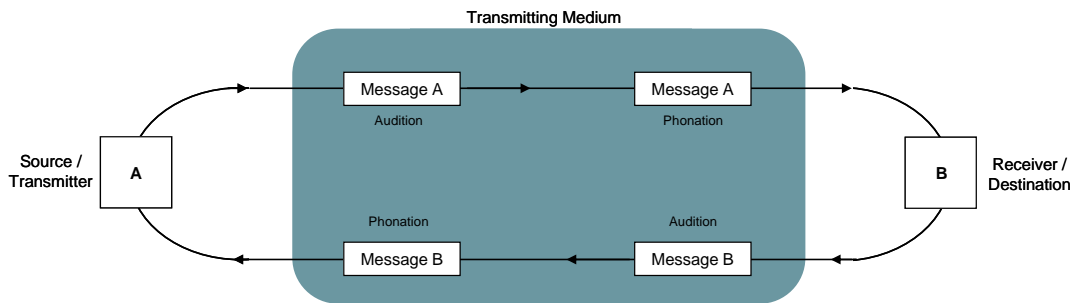 Transmitting Medium
Message A
Message A
Audition
Phonation
Source /
Transmitter
A
B
Receiver /
Destination
Phonation
Audition
Message B
Message B